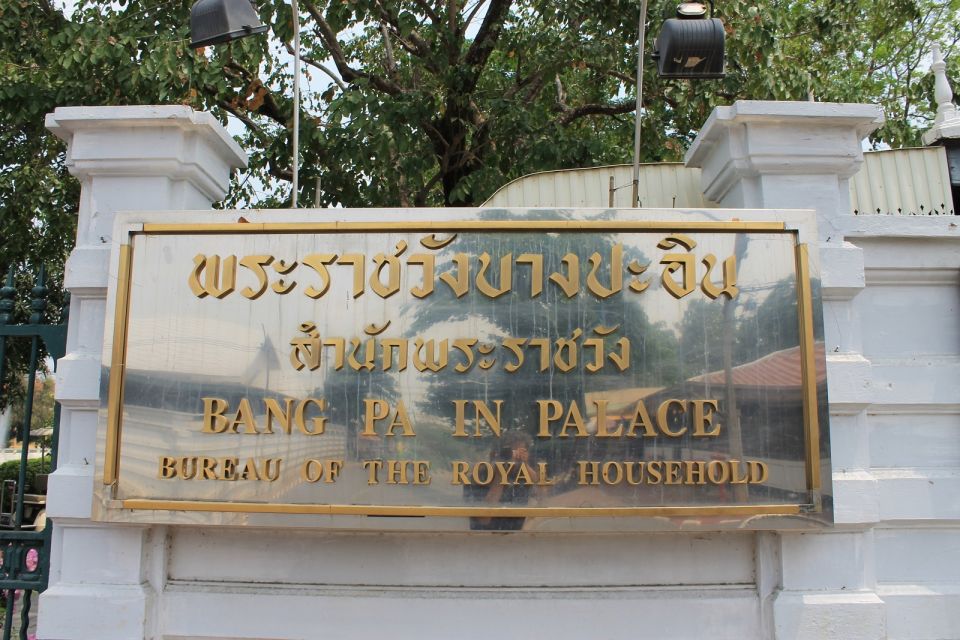 พระราชวังบางปะอิน
สำนักพระราชวัง
BANG PA IN PALACE
BUREAU OF THE ROYAL HOUSEHOLD